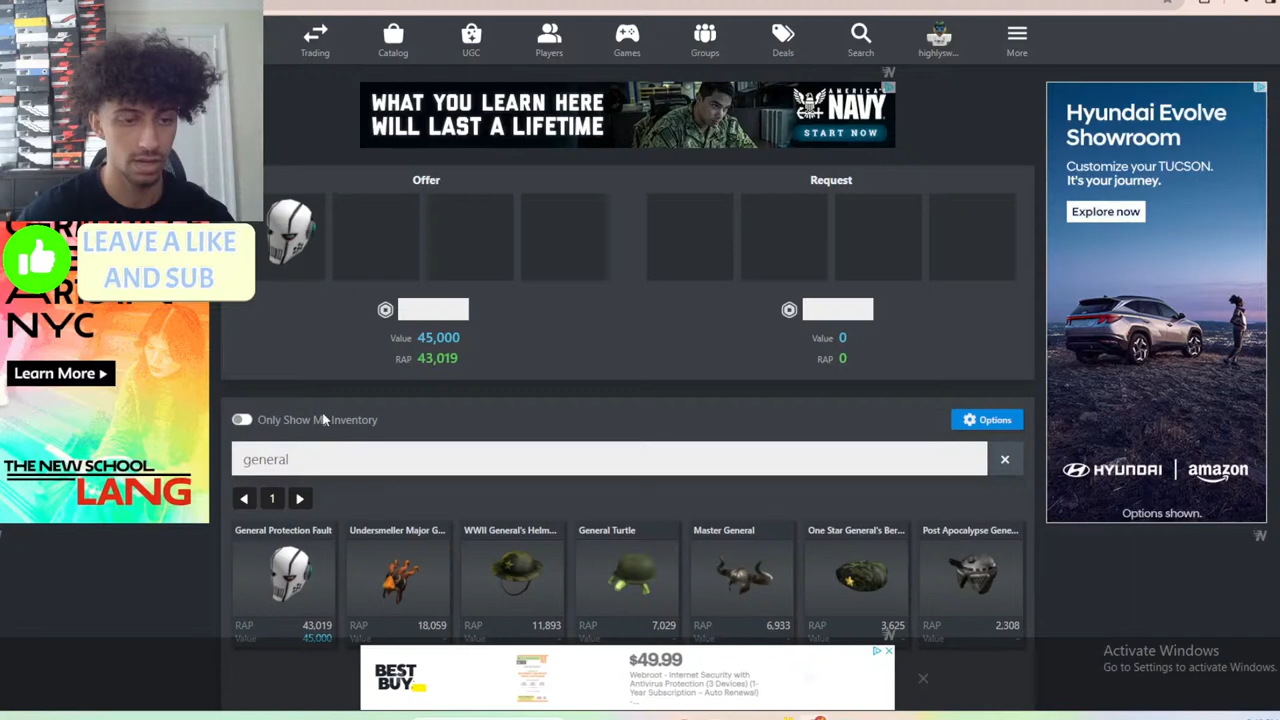 Trading
Catalog
UGC
Players
Games
Groups
Deals
Search
highlysw...
More
WHAT YOU LEARN HERE
WILL LAST A LIFETIME
AMERICA'S
NAVY
START NOW
Hyundai Evolve
Showroom
Customize your TUCSON.
It's your journey.
Explore now
HYUNDAI | amazon
Options shown.
Offer
Request
LEAVE A LIKE
AND SUB
NYC
Learn More
THE NEW SCHOOL
LANG
Value 45,000
RAP 43,019
Value 0
RAP 0
Only Show My Inventory
Options
general
1
General Protection Fault
Undersmeller Major G...
WWII General's Helm...
General Turtle
Master General
One Star General's Ber...
Post Apocalypse Gene...
RAP 43,019
Value 45,000
RAP 18,059
Value -
RAP 11,893
RAP 7,029
RAP 6,933
RAP 3,625
RAP 2,308
BEST
BUY
$49.99
Webroot - Internet Security with
Antivirus Protection (3 Devices) (1-
Year Subscription - Auto Renewal)
Activate Windows
Go to Settings to activate Windows.